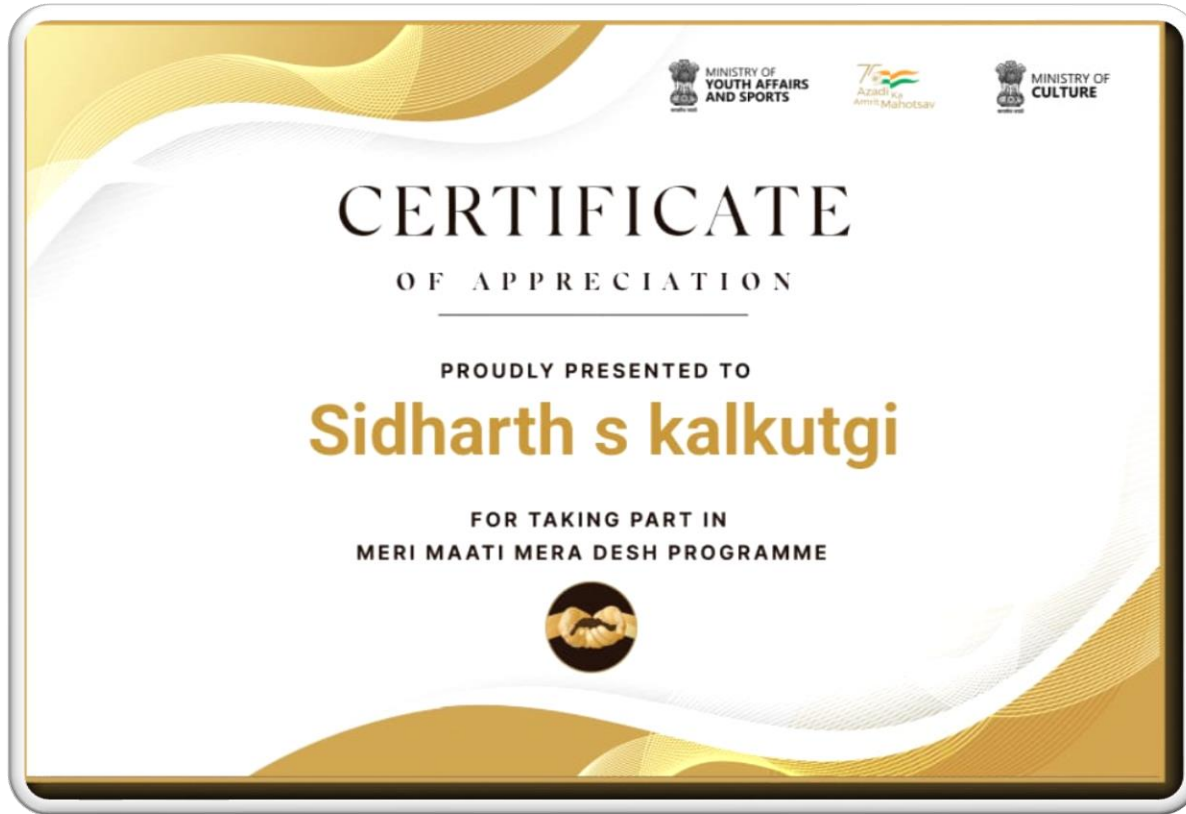 MINISTRY OF
YOUTH AFFAIRS
AND SPORTS
75
Azadi Ka
Amrit Mahotsav
MINISTRY OF
CULTURE
CERTIFICATE
OF APPRECIATION
PROUDLY PRESENTED TO
Sidharth s kalkutgi
FOR TAKING PART IN
MERI MAATI MERA DESH PROGRAMME